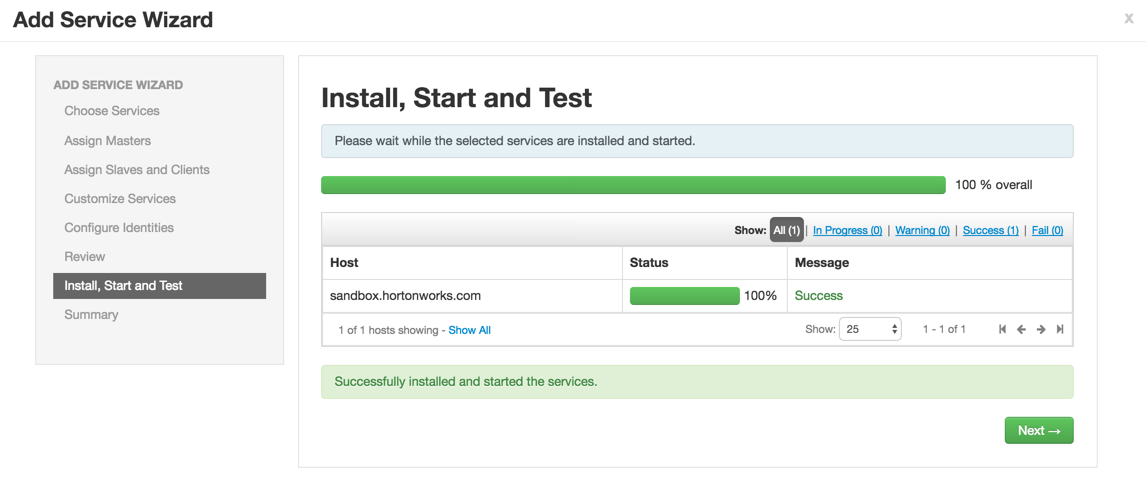 Add Service Wizard
x
ADD SERVICE WIZARD
Choose Services
Assign Masters
Assign Slaves and Clients
Customize Services
Configure Identities
Review
Install, Start and Test
Summary
Install, Start and Test
Please wait while the selected services are installed and started.
100 % overall
Show: All (1) | In Progress (0) | Warning (0) | Success (1) | Fail (0)
Host Status Message
sandbox.hortonworks.com 100% Success
1 of 1 hosts showing - Show All Show: 25 1 - 1 of 1
Successfully installed and started the services.
Next →